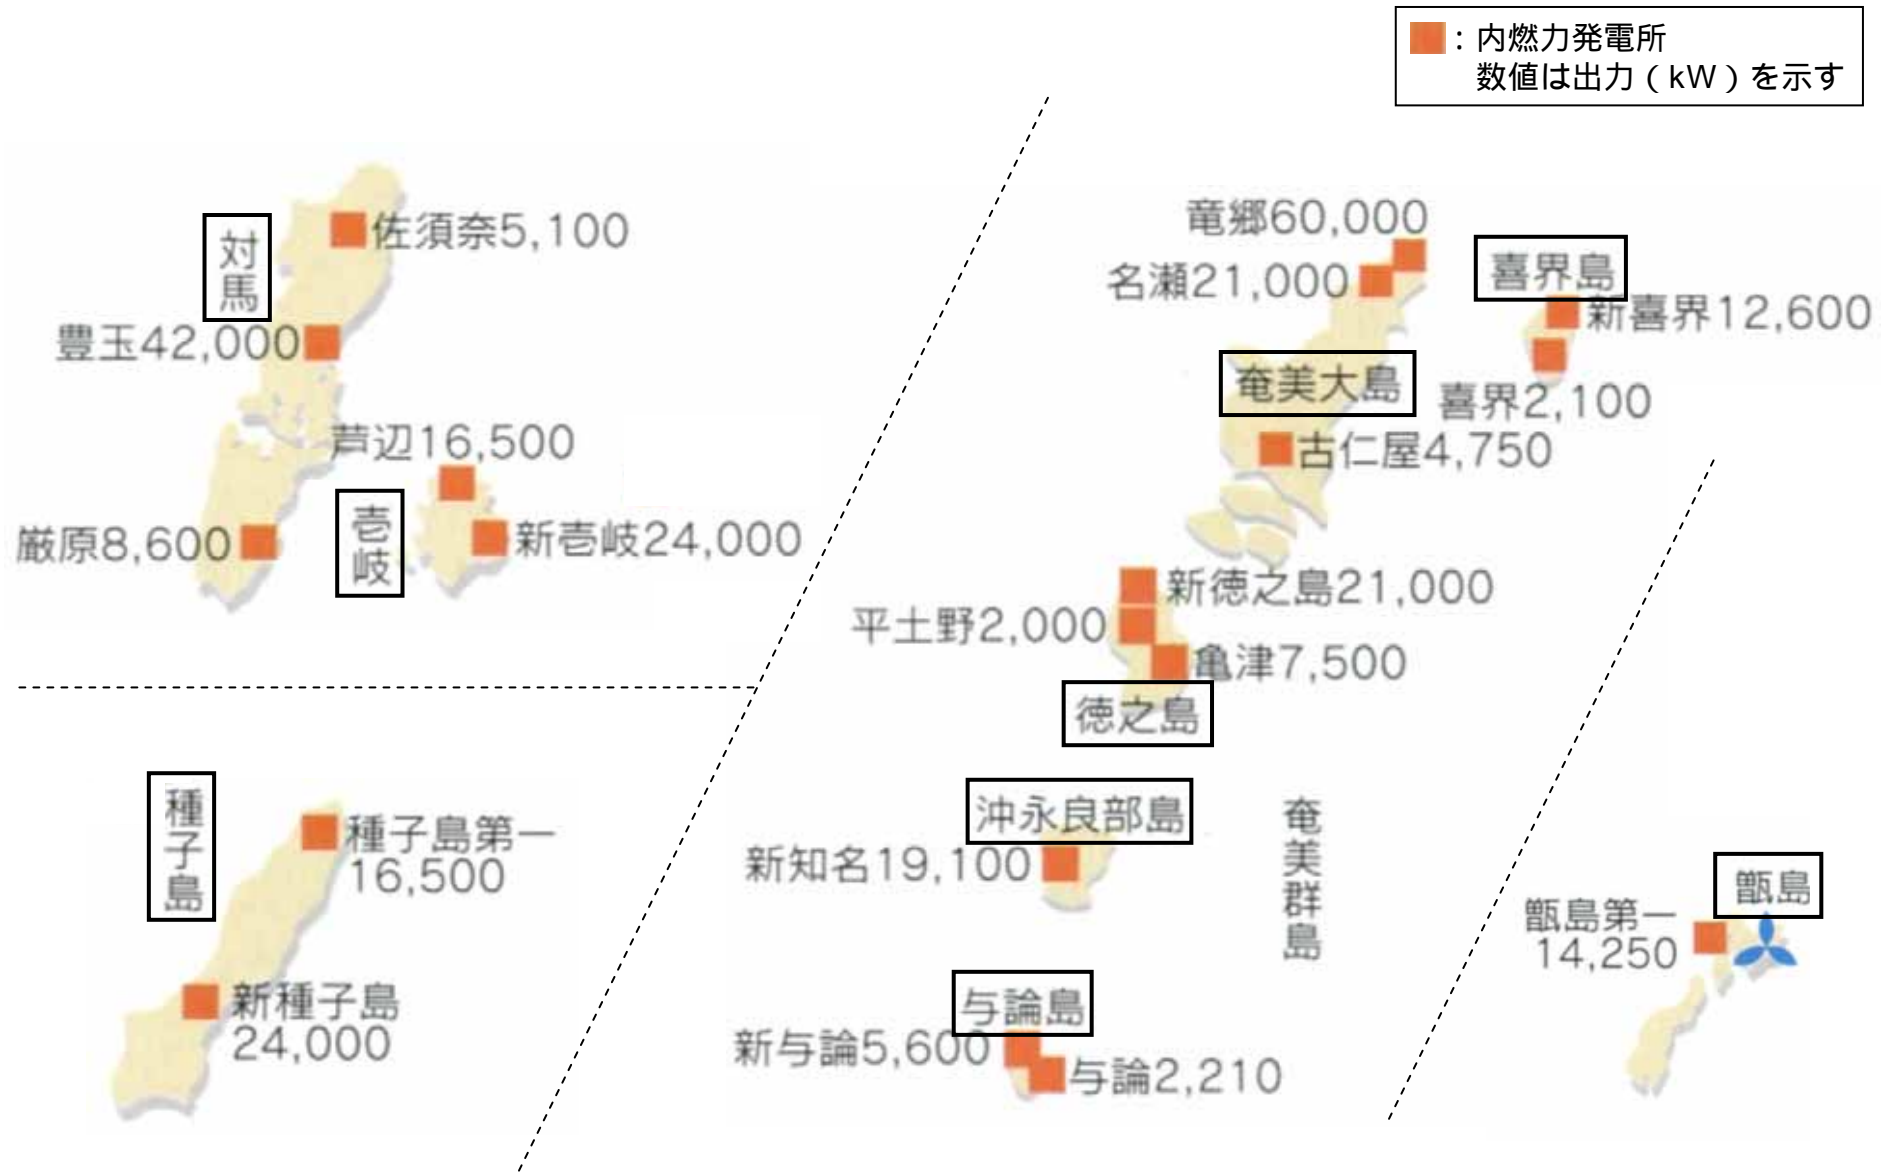 ：内燃力発電所
数値は出力（kW）を示す
対馬
佐須奈5,100
豊玉42,000
厳原8,600
芦辺16,500
壱岐
新壱岐24,000
種子島
種子島第一
16,500
新種子島
24,000
竜郷60,000
名瀬21,000
喜界島
新喜界12,600
喜界2,100
奄美大島
古仁屋4,750
新徳之島21,000
平土野2,000
亀津7,500
徳之島
沖永良部島
新知名19,100
奄美群島
与論島
新与論5,600
与論2,210
甑島
甑島第一
14,250